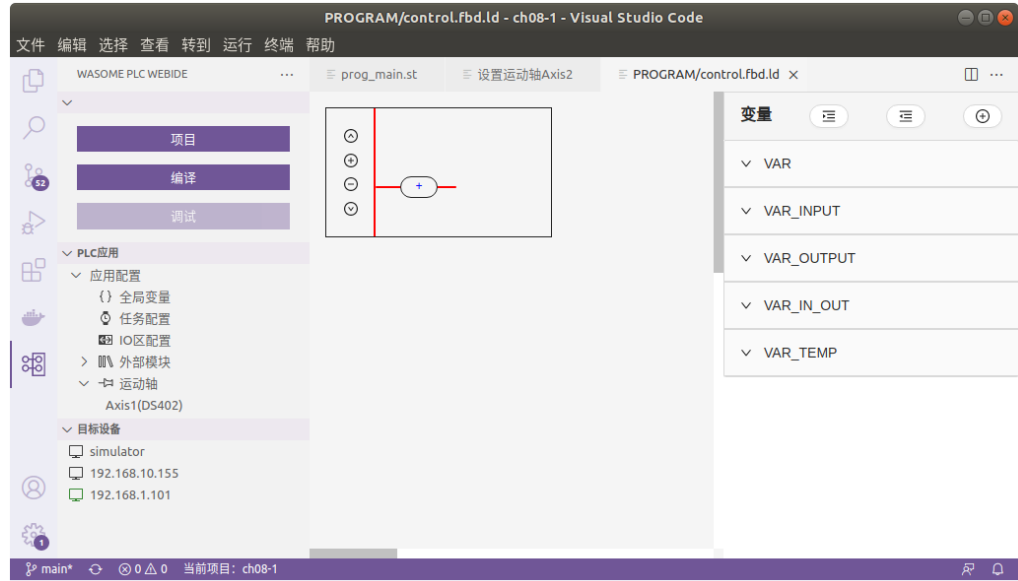 PROGRAM/control.fbd.ld - ch08-1 - Visual Studio Code
文件 编辑 选择 查看 转到 运行 终端 帮助
WASOME PLC WEBIDE ···
prog_main.st
设置运动轴Axis2
PROGRAM/control.fbd.ld
项目
编译
调试
52
PLC应用
应用配置
全局变量
任务配置
IO区配置
外部模块
运动轴
Axis1(DS402)
目标设备
simulator
192.168.10.155
192.168.1.101
1
变量
VAR
VAR_INPUT
VAR_OUTPUT
VAR_IN_OUT
VAR_TEMP
main* 0 0 当前项目: ch08-1